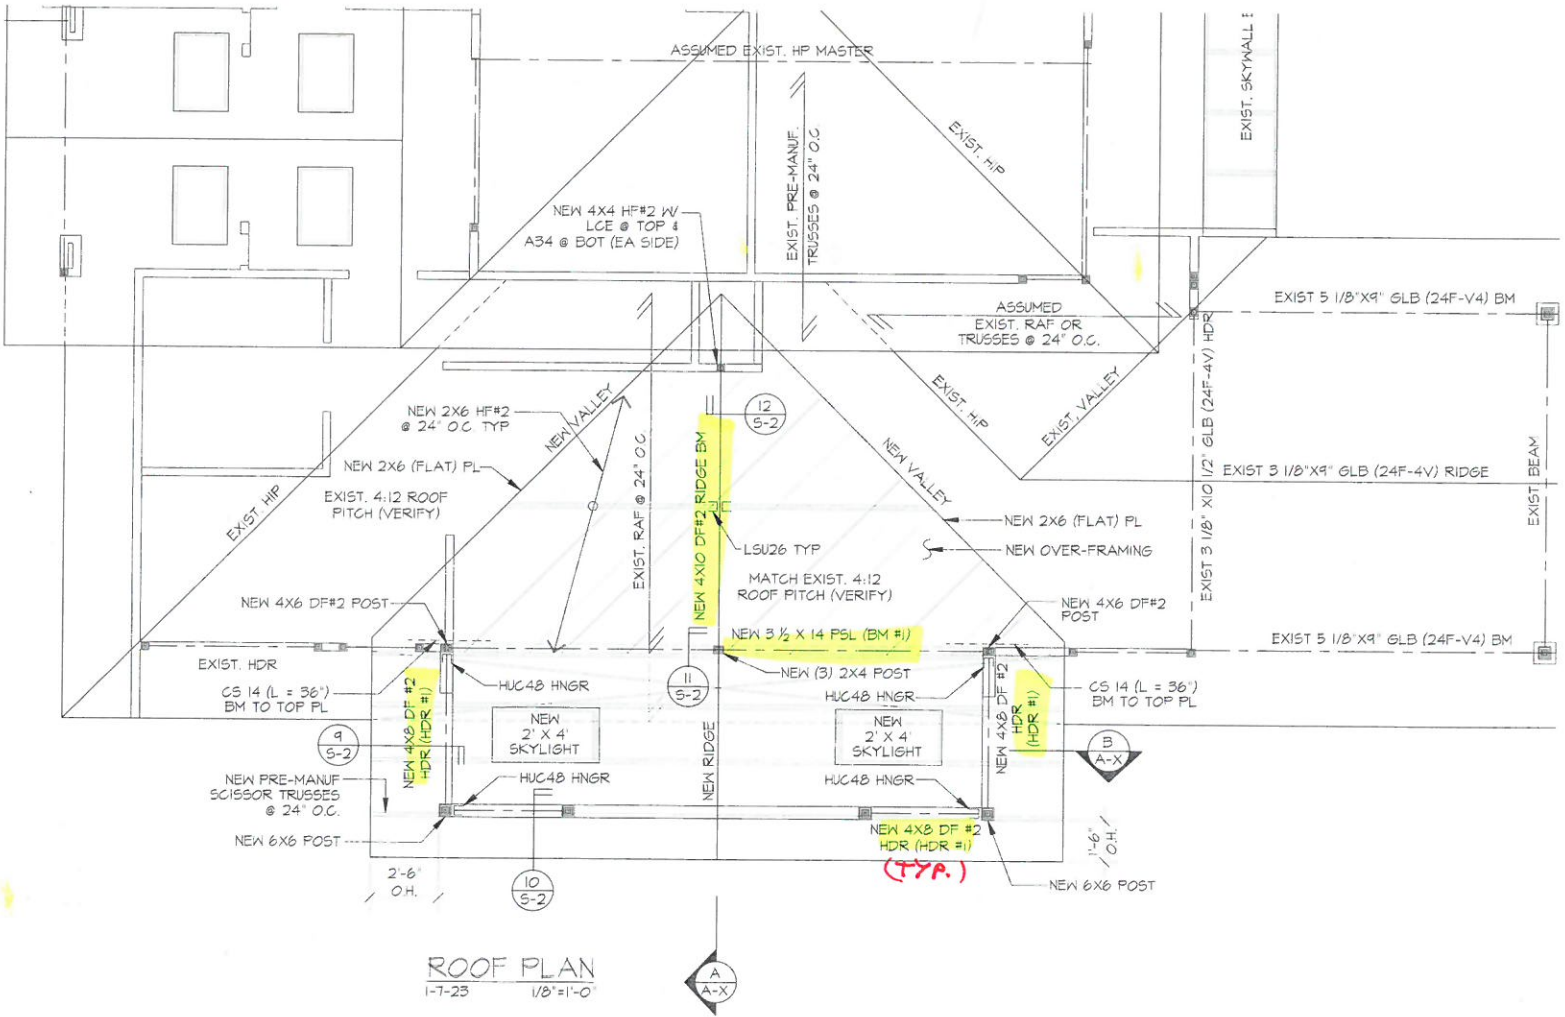 ASSUMED EXIST. HP MASTER
EXIST. SKYWALL
EXIST. HIP
EXIST. PRE-MANUF.
TRUSSES @ 24" O.C.
NEW 4X4 HF#2 W/
LCE @ TOP &
A34 @ BOT (EA SIDE)
ASSUMED
EXIST. RAF OR
TRUSSES @ 24" O.C.
EXIST 5 1/8"X9" GLB (24F-V4) BM
EXIST 3 1/8" X10 1/2" GLB (24F-4V) HDR
12
S-2
NEW 2X6 HF#2
@ 24" O.C TYP
NEW VALLEY
EXIST. HIP
EXIST. VALLEY
NEW 2X6 (FLAT) PL
EXIST. 4:12 ROOF
PITCH (VERIFY)
EXIST. HIP
EXIST. RAF @ 24" O.C.
NEW 4X10 DF#2 RIDGE BM
NEW VALLEY
EXIST 3 1/8"X9" GLB (24F-4V) RIDGE
EXIST BEAM
NEW 2X6 (FLAT) PL
LSU26 TYP
NEW OVER-FRAMING
MATCH EXIST. 4:12
ROOF PITCH (VERIFY)
NEW 4X6 DF#2 POST
NEW 4X6 DF#2
POST
NEW 3 1/2 X 14 PSL (BM #1)
EXIST 5 1/8"X9" GLB (24F-V4) BM
EXIST. HDR
NEW (3) 2X4 POST
11
S-2
HUC48 HNGR
HUC48 HNGR
CS 14 (L = 36")
BM TO TOP PL
CS 14 (L = 36")
BM TO TOP PL
NEW 4X8 DF #2
HDR (HDR #1)
NEW 4X8 DF #2
HDR
(HDR #1)
NEW
2' X 4'
SKYLIGHT
NEW
2' X 4'
SKYLIGHT
NEW RIDGE
9
S-2
B
A-X
HUC48 HNGR
HUC48 HNGR
NEW PRE-MANUF
SCISSOR TRUSSES
@ 24" O.C.
NEW 6X6 POST
NEW 4X8 DF #2
HDR (HDR #1)
(TYP.)
1'-6"
O.H.
2'-6"
O.H.
10
S-2
NEW 6X6 POST
ROOF PLAN
1-7-23 1/8"=1'-0"
A
A-X